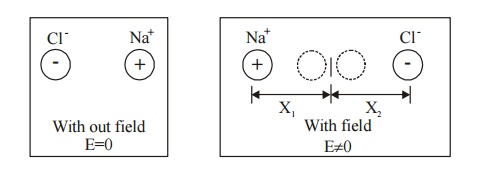 Cl⁻ Na⁺
- +
With out field
E=0
Na⁺ Cl⁻
+ -
X₁ X₂
With field
E≠0